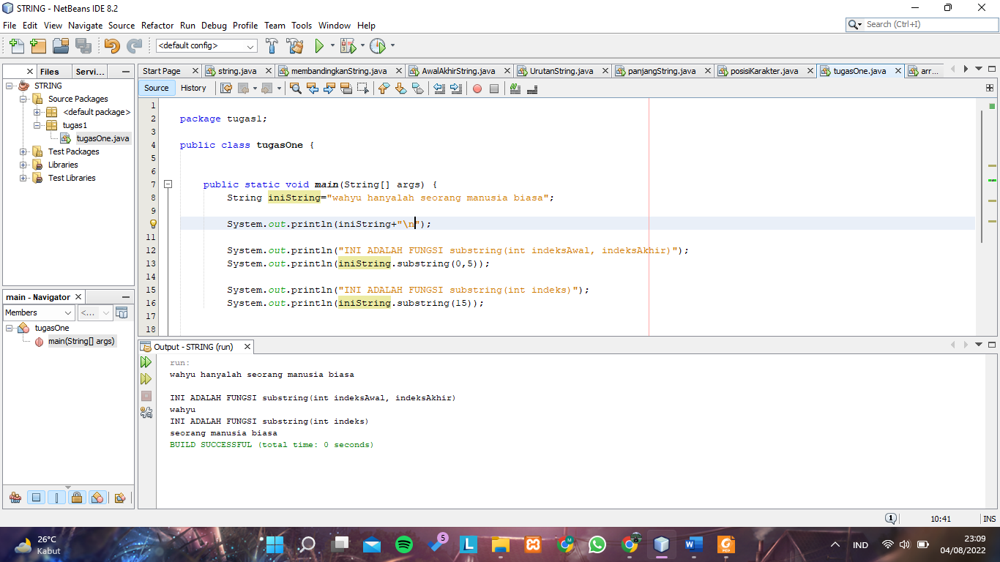 STRING - NetBeans IDE 8.2
File Edit View Navigate Source Refactor Run Debug Profile Team Tools Window Help
Search (Ctrl+I)
<default config>
Files Servi...
Start Page string.java membandingkanString.java AwalAkhirString.java UrutanString.java panjangString.java posisiKarakter.java tugasOne.java arr...
STRING
Source Packages
<default package>
tugas1
tugasOne.java
Test Packages
Libraries
Test Libraries
Source History
1
2 package tugas1;
3
4 public class tugasOne {
5
6
7 public static void main(String[] args) {
8 String iniString="wahyu hanyalah seorang manusia biasa";
9
System.out.println(iniString+"\n");
11
12 System.out.println("INI ADALAH FUNGSI substring(int indeksAwal, indeksAkhir)");
13 System.out.println(iniString.substring(0,5));
14
15 System.out.println("INI ADALAH FUNGSI substring(int indeks)");
16 System.out.println(iniString.substring(15));
17
18
main - Navigator
Members <...
tugasOne
main(String[] args)
Output - STRING (run)
run:
wahyu hanyalah seorang manusia biasa
INI ADALAH FUNGSI substring(int indeksAwal, indeksAkhir)
wahyu
INI ADALAH FUNGSI substring(int indeks)
seorang manusia biasa
BUILD SUCCESSFUL (total time: 0 seconds)
1 10:41 INS
26°C
Kabut
5
IND
23:09
04/08/2022